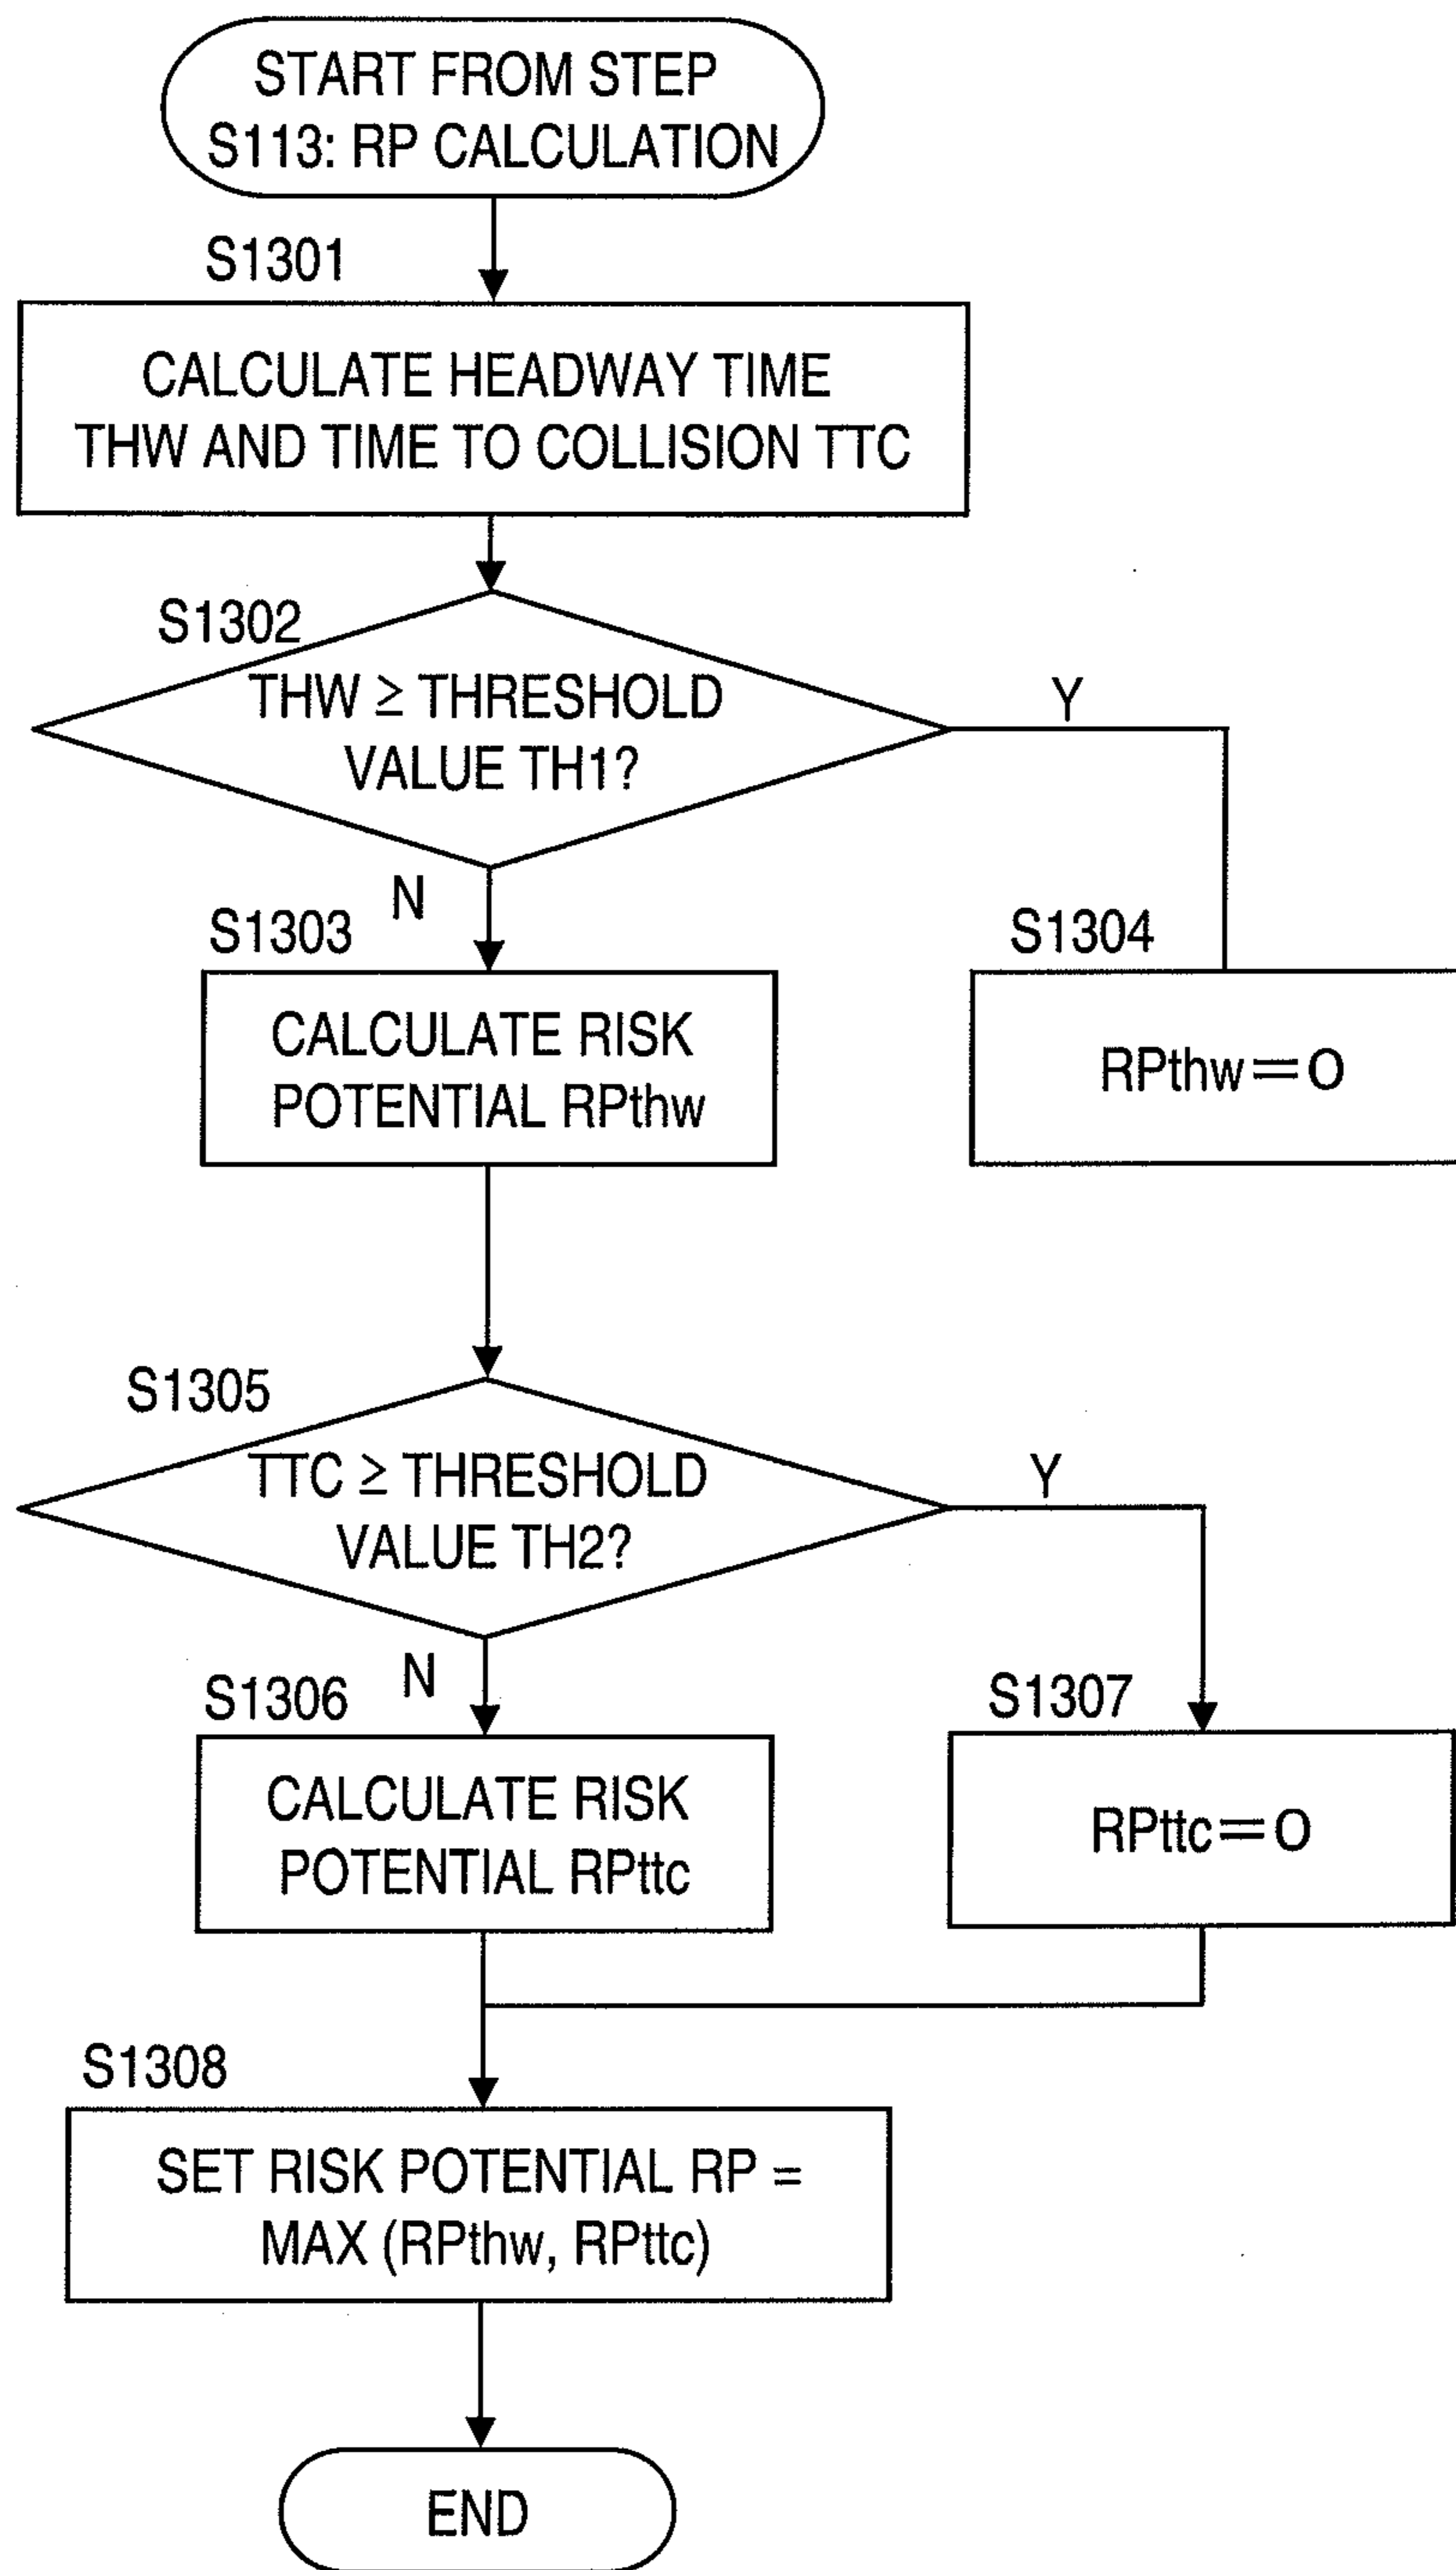 START FROM STEP
S113: RP CALCULATION
S1301
CALCULATE HEADWAY TIME
THW AND TIME TO COLLISION TTC
S1302
THW ≥ THRESHOLD
VALUE TH1?
Y
N
S1303
CALCULATE RISK
POTENTIAL RPthw
S1304
RPthw=O
S1305
TTC ≥ THRESHOLD
VALUE TH2?
Y
N
S1306
CALCULATE RISK
POTENTIAL RPttc
S1307
RPttc=O
S1308
SET RISK POTENTIAL RP =
MAX (RPthw, RPttc)
END